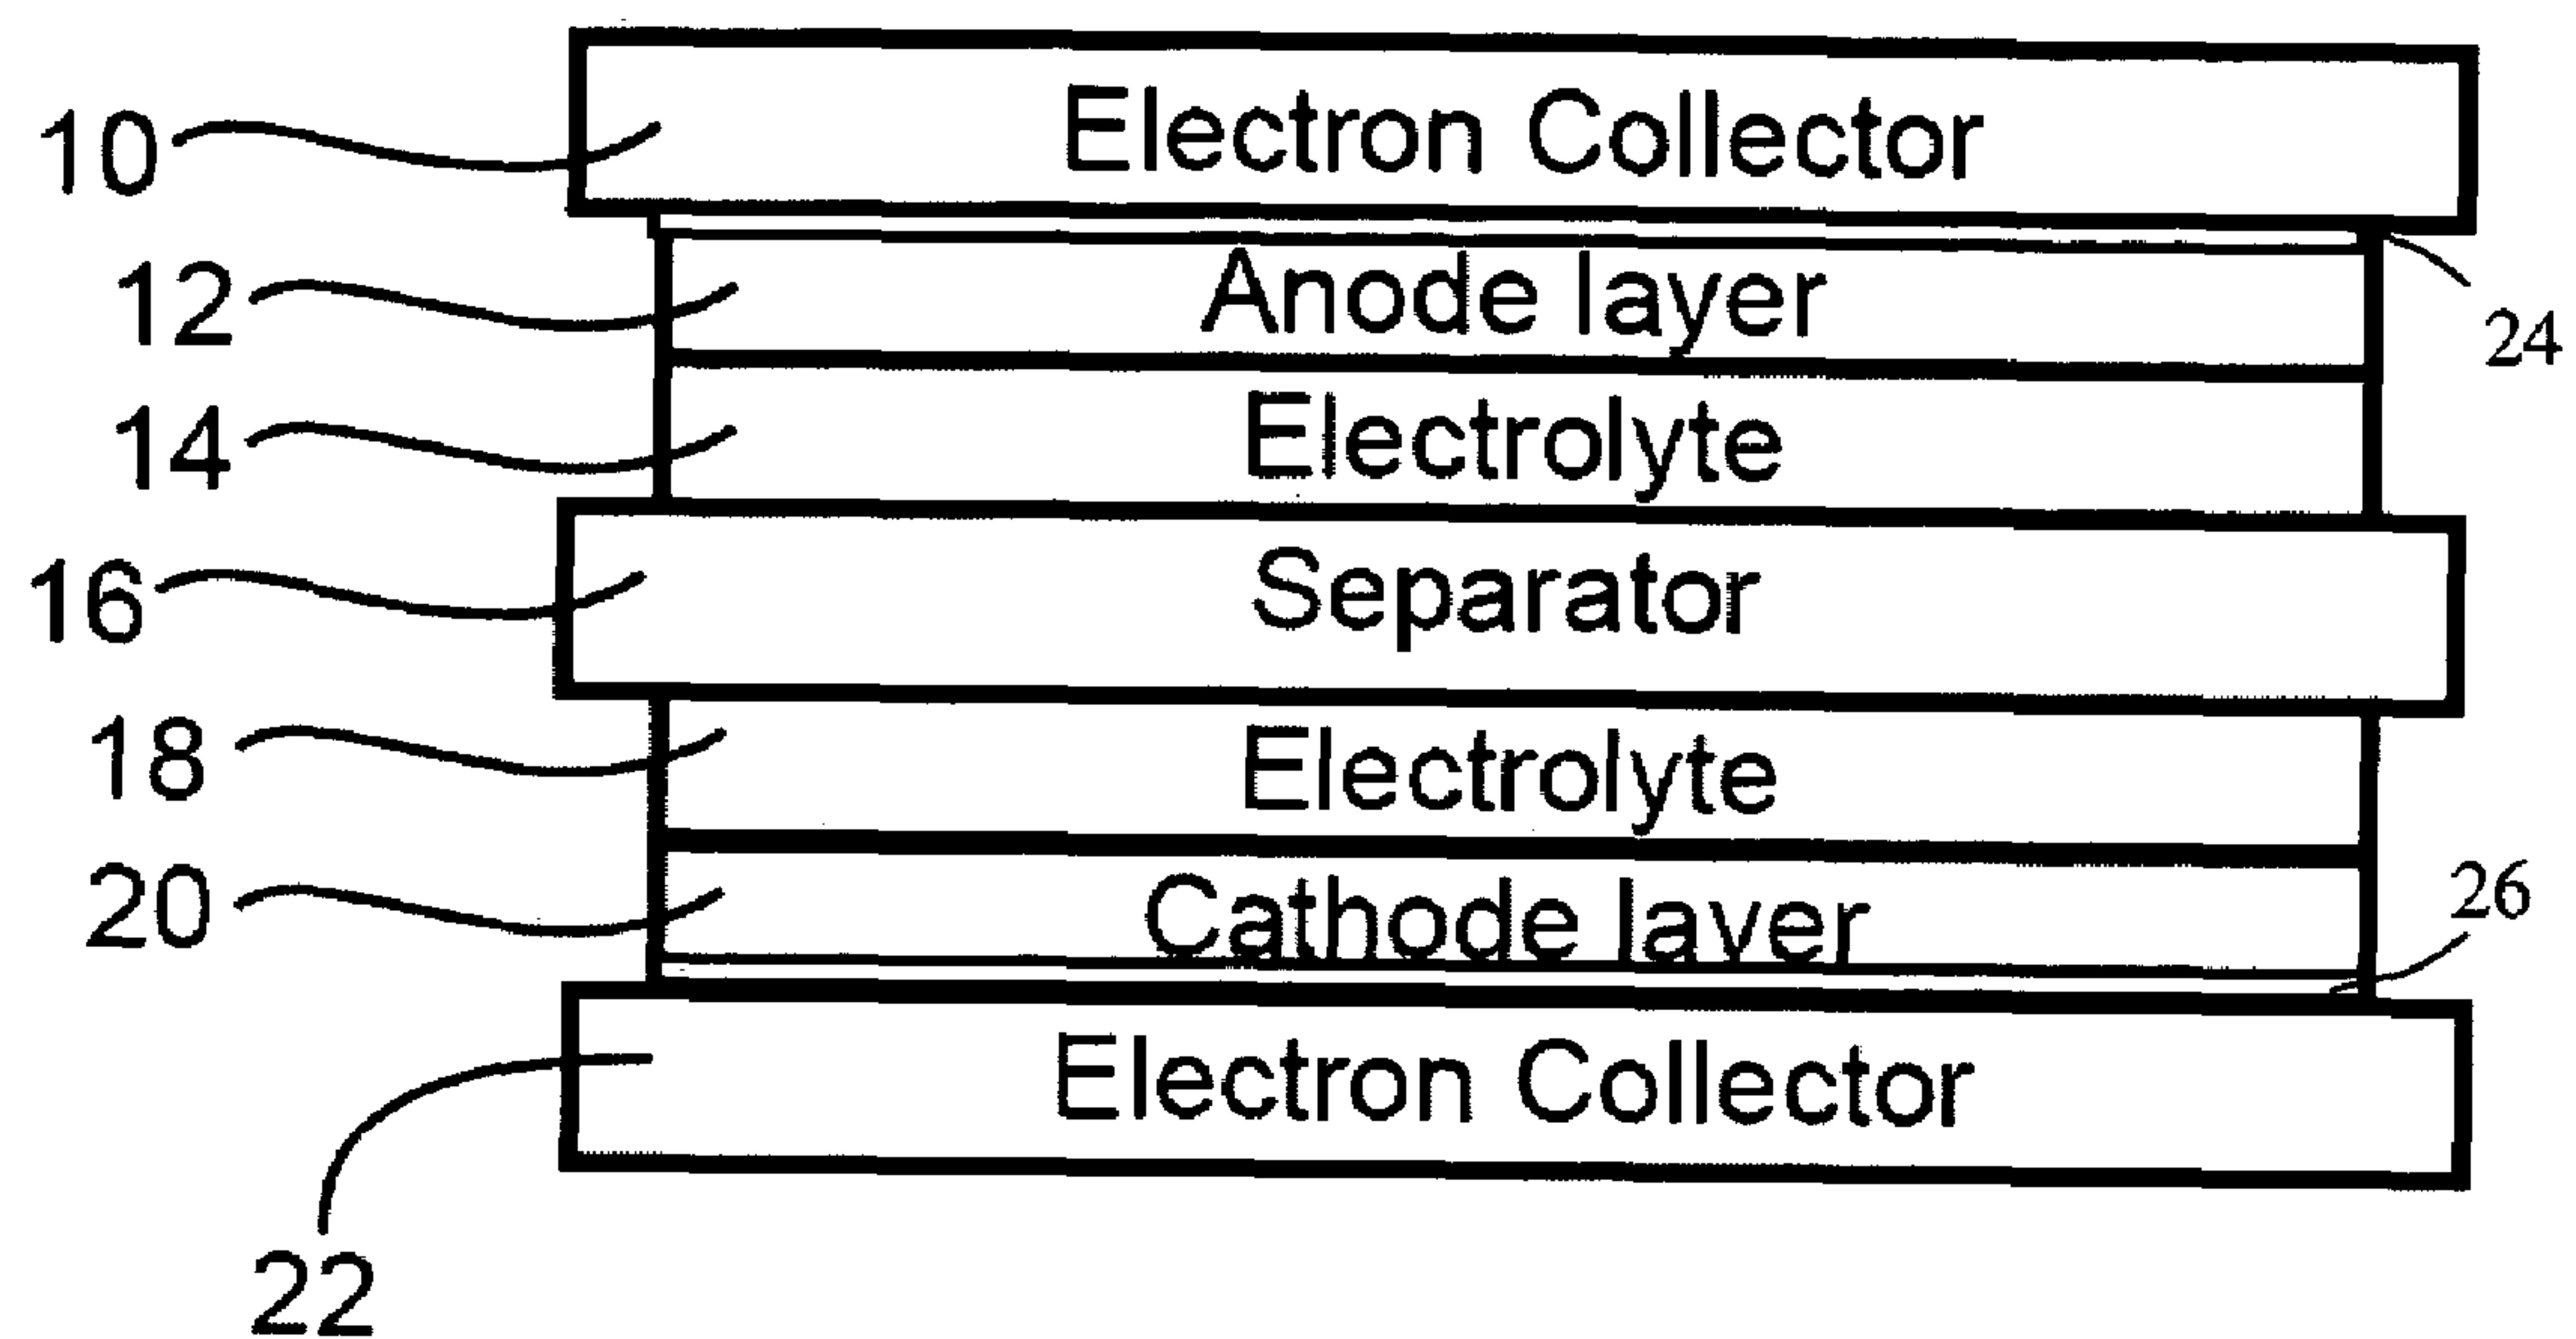 10 Electron Collector
12 Anode layer
24
14 Electrolyte
16 Separator
18 Electrolyte
20 Cathode layer 26
Electron Collector
22